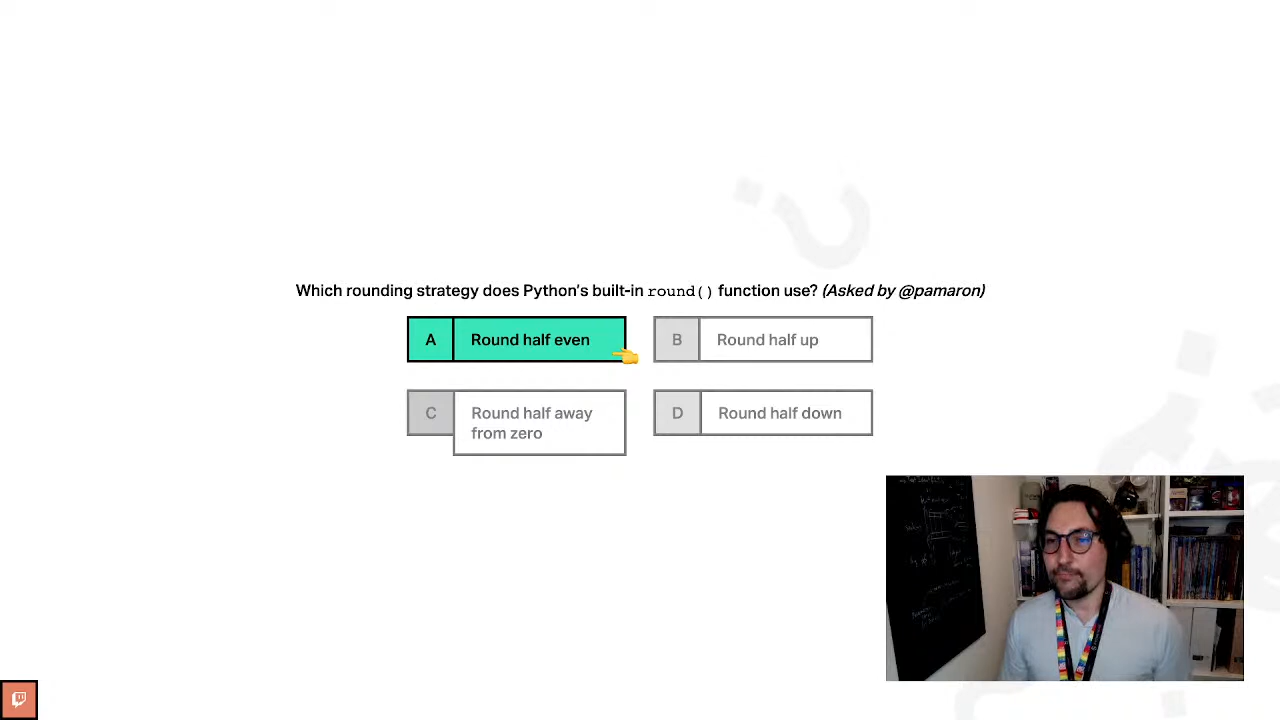 Which rounding strategy does Python's built-in round() function use? (Asked by @pamaron)
A Round half even
B Round half up
C Round half away
from zero
D Round half down